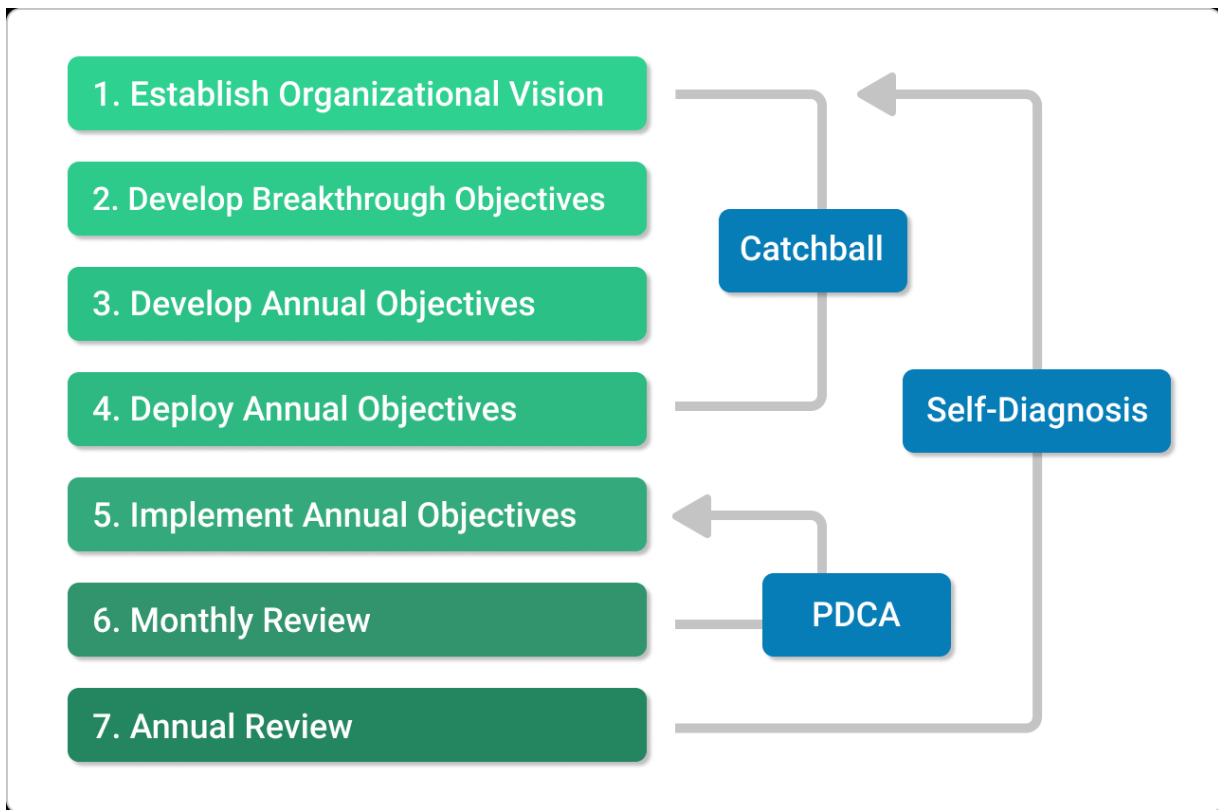 1. Establish Organizational Vision
2. Develop Breakthrough Objectives
Catchball
3. Develop Annual Objectives
4. Deploy Annual Objectives
Self-Diagnosis
5. Implement Annual Objectives
6. Monthly Review
PDCA
7. Annual Review